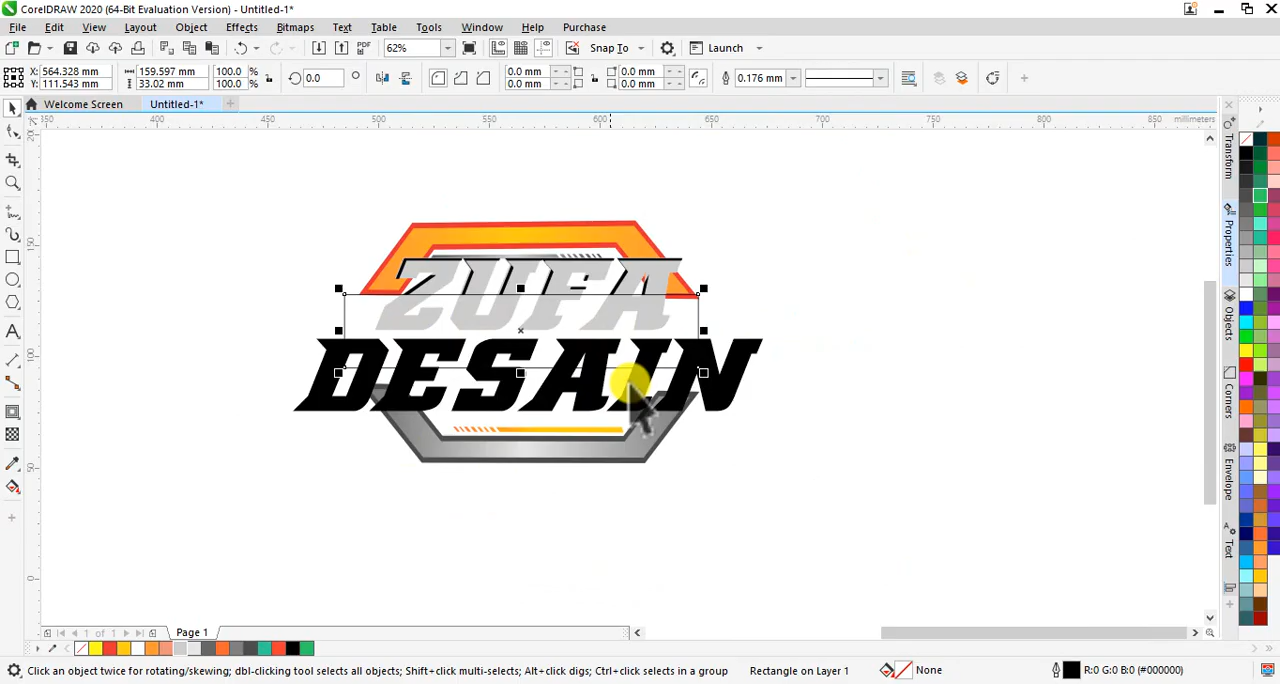 CorelDRAW 2020 (64-Bit Evaluation Version) - Untitled-1*
File Edit View Layout Object Effects Bitmaps Text Table Tools Window Help Purchase
PDF 62% Snap To Launch
X: 564.328 mm 159.597 mm 100.0 % 0.0 0.0 mm 0.0 mm 0.176 mm
Y: 111.543 mm 33.02 mm 100.0 % 0.0 mm 0.0 mm
Welcome Screen Untitled-1*
400 450 500 550 600 650 700 750 800 850 millimeters
Transform
Properties
Objects
Corners
Envelope
Text
ZUFA
DESAIN
1 of 1 Page 1
Click an object twice for rotating/skewing; dbl-clicking tool selects all objects; Shift+click multi-selects; Alt+click digs; Ctrl+click selects in a group Rectangle on Layer 1 None R:0 G:0 B:0 (#000000)